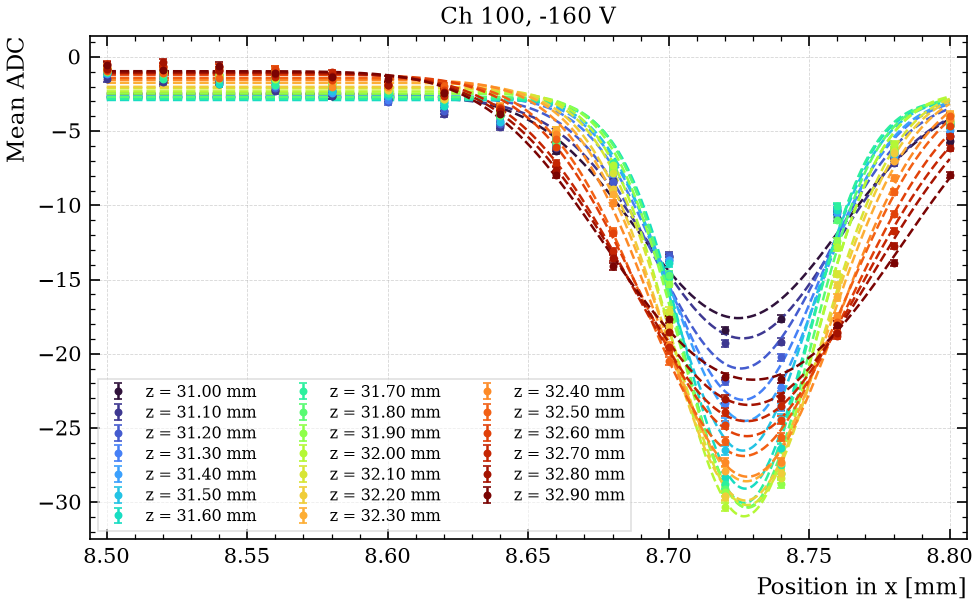 Ch 100, -160 V
Mean ADC
0
−5
−10
−15
−20
−25
−30
z = 31.00 mm
z = 31.10 mm
z = 31.20 mm
z = 31.30 mm
z = 31.40 mm
z = 31.50 mm
z = 31.60 mm
z = 31.70 mm
z = 31.80 mm
z = 31.90 mm
z = 32.00 mm
z = 32.10 mm
z = 32.20 mm
z = 32.30 mm
z = 32.40 mm
z = 32.50 mm
z = 32.60 mm
z = 32.70 mm
z = 32.80 mm
z = 32.90 mm
8.50 8.55 8.60 8.65 8.70 8.75 8.80
Position in x [mm]